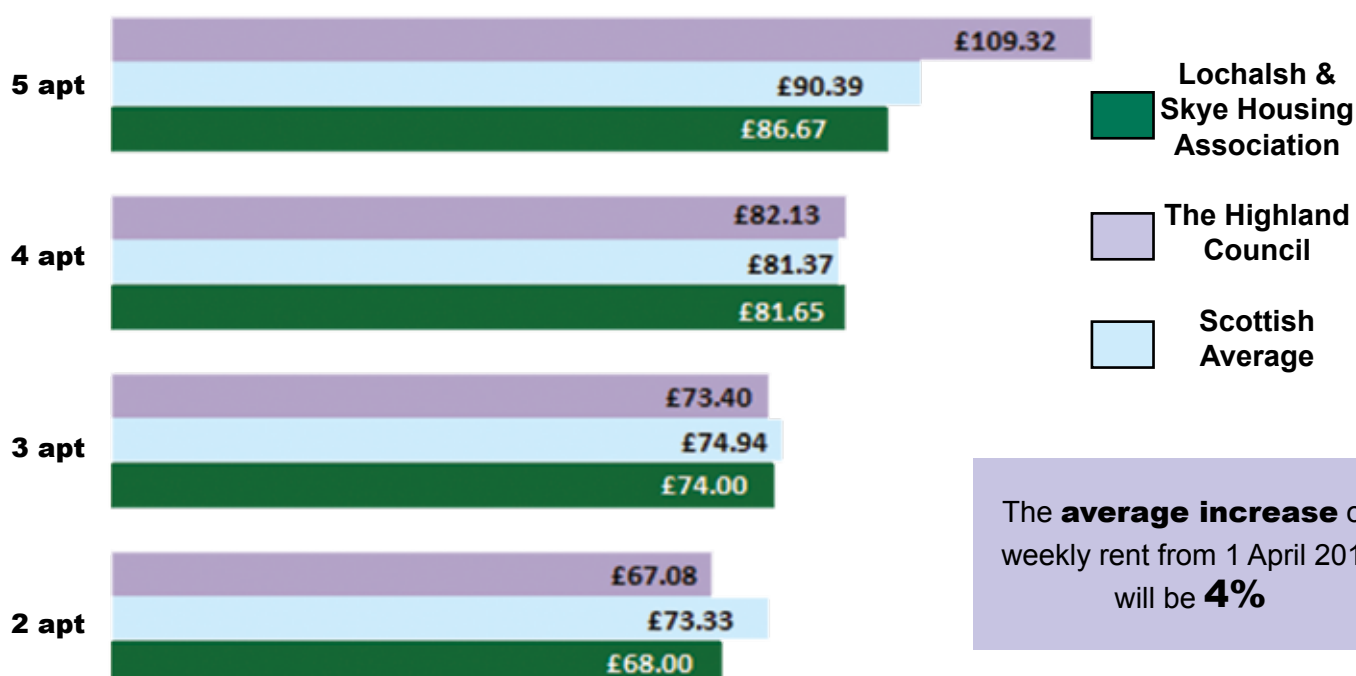 £109.32
5 apt
£90.39
£86.67
£82.13
4 apt
£81.37
£81.65
£73.40
3 apt
£74.94
£74.00
£67.08
2 apt
£73.33
£68.00
Lochalsh &
Skye Housing
Association
The Highland
Council
Scottish
Average
The average increase
weekly rent from 1 April
will be 4%